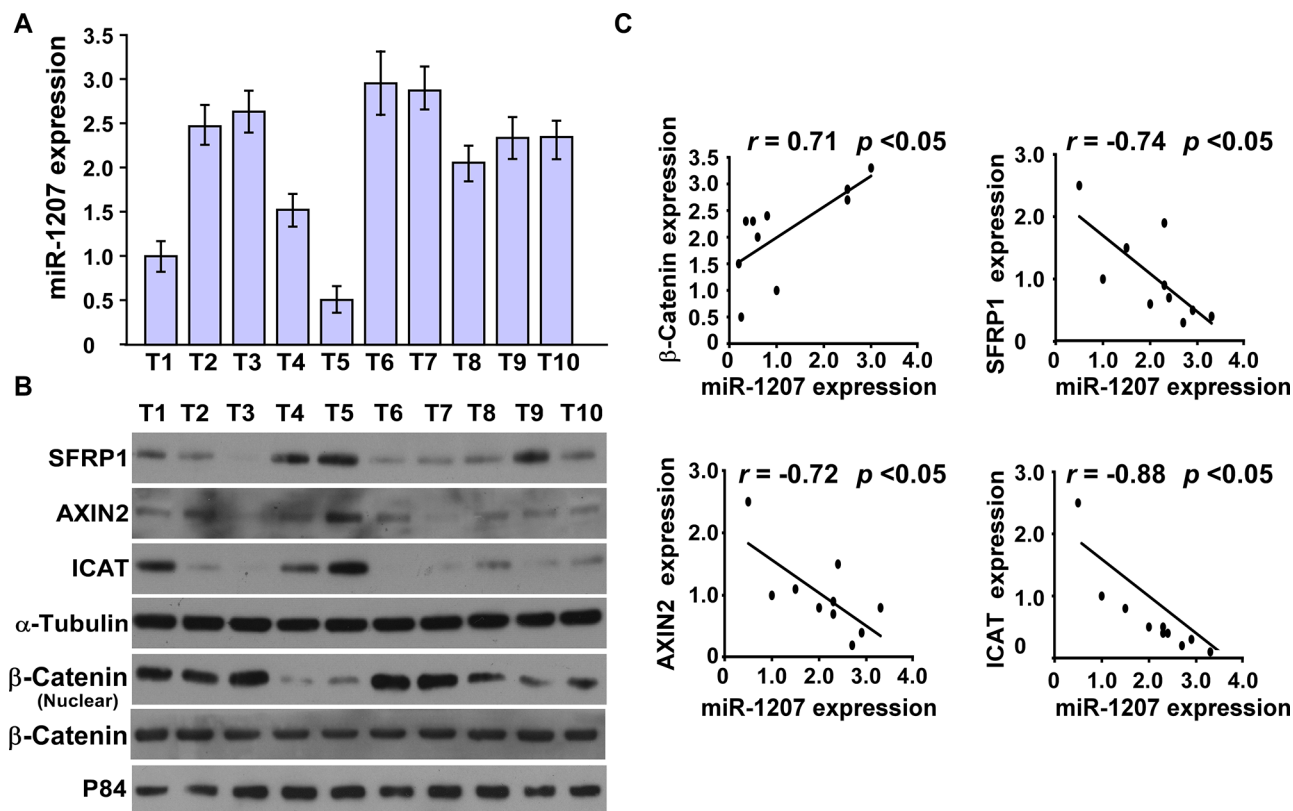 A
miR-1207 expression
3.5
3.0
2.5
2.0
1.5
1.0
0.5
0
T1 T2 T3 T4 T5 T6 T7 T8 T9 T10
B
T1 T2 T3 T4 T5 T6 T7 T8 T9 T10
SFRP1
AXIN2
ICAT
α-Tubulin
β-Catenin
(Nuclear)
β-Catenin
P84
C
r = 0.71 p <0.05
β-Catenin expression
3.5
3.0
2.5
2.0
1.5
1.0
0.5
0
0 1.0 2.0 3.0 4.0
miR-1207 expression
r = -0.74 p <0.05
SFRP1 expression
3.0
2.0
1.0
0
0 1.0 2.0 3.0 4.0
miR-1207 expression
r = -0.72 p <0.05
AXIN2 expression
3.0
2.0
1.0
0
0 1.0 2.0 3.0 4.0
miR-1207 expression
r = -0.88 p <0.05
ICAT expression
3.0
2.0
1.0
0
0 1.0 2.0 3.0 4.0
miR-1207 expression